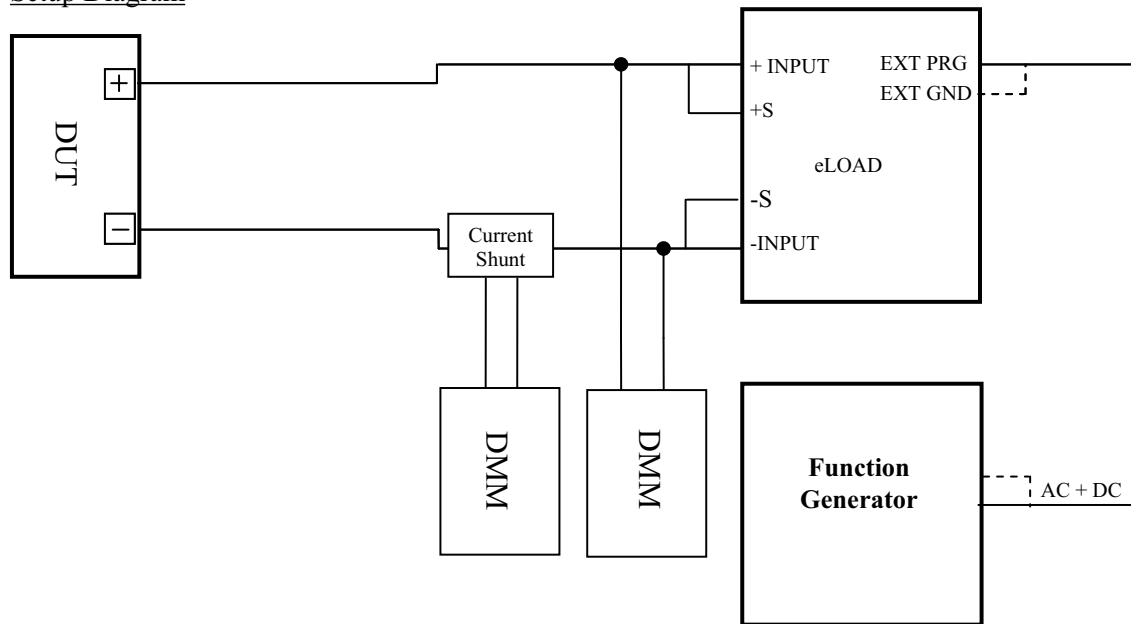 Setup Diagram
DUT
+
−
Current
Shunt
DMM
DMM
+ INPUT
+S
eLOAD
-S
-INPUT
EXT PRG
EXT GND
Function
Generator
AC + DC